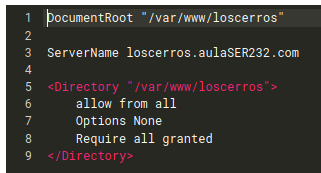 1 DocumentRoot "/var/www/loscerros"
2
3 ServerName loscerros.aulaSER232.com
4
5 <Directory "/var/www/loscerros">
6     allow from all
7     Options None
8     Require all granted
9 </Directory>